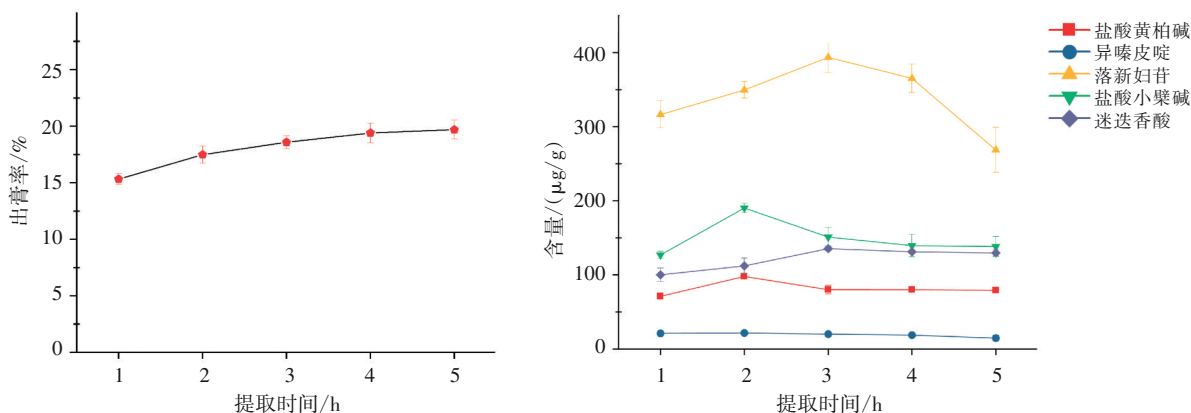 出膏率/%
25
20
15
10
5
0
1 2 3 4 5
提取时间/h
含量/(μg/g)
400
300
200
100
0
1 2 3 4 5
提取时间/h
盐酸黄柏碱
异嗪皮啶
落新妇苷
盐酸小檗碱
迷迭香酸